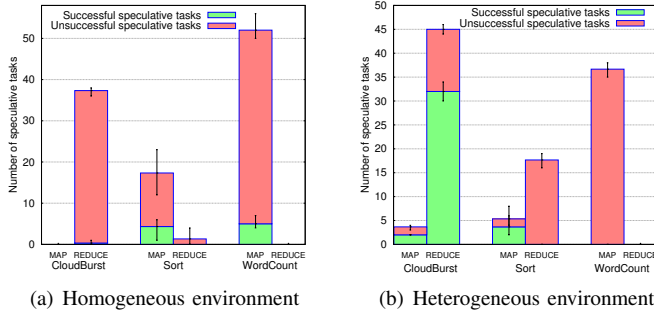 Successful speculative tasks
Unsuccessful speculative tasks
Number of speculative tasks
50
40
30
20
10
0
MAP REDUCE MAP REDUCE MAP REDUCE
CloudBurst Sort WordCount
(a) Homogeneous environment
Successful speculative tasks
Unsuccessful speculative tasks
Number of speculative tasks
50
45
40
35
30
25
20
15
10
5
0
MAP REDUCE MAP REDUCE MAP REDUCE
CloudBurst Sort WordCount
(b) Heterogeneous environment